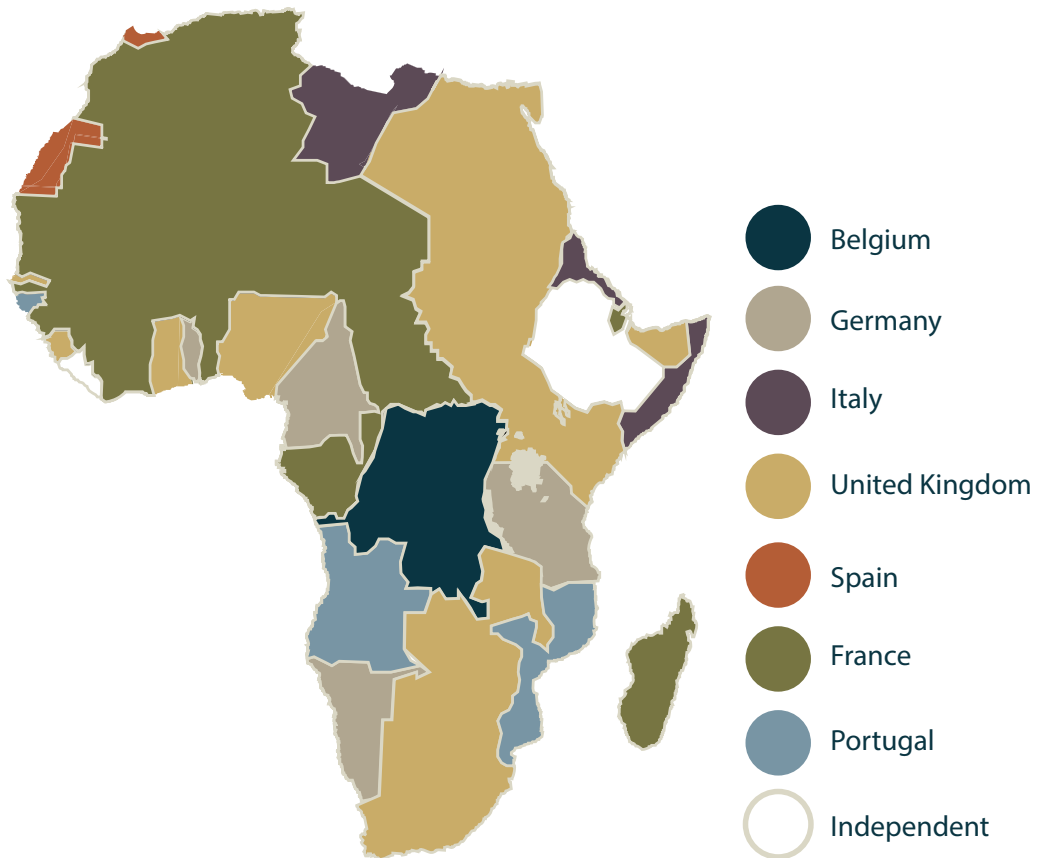 Belgium
Germany
Italy
United Kingdom
Spain
France
Portugal
Independent